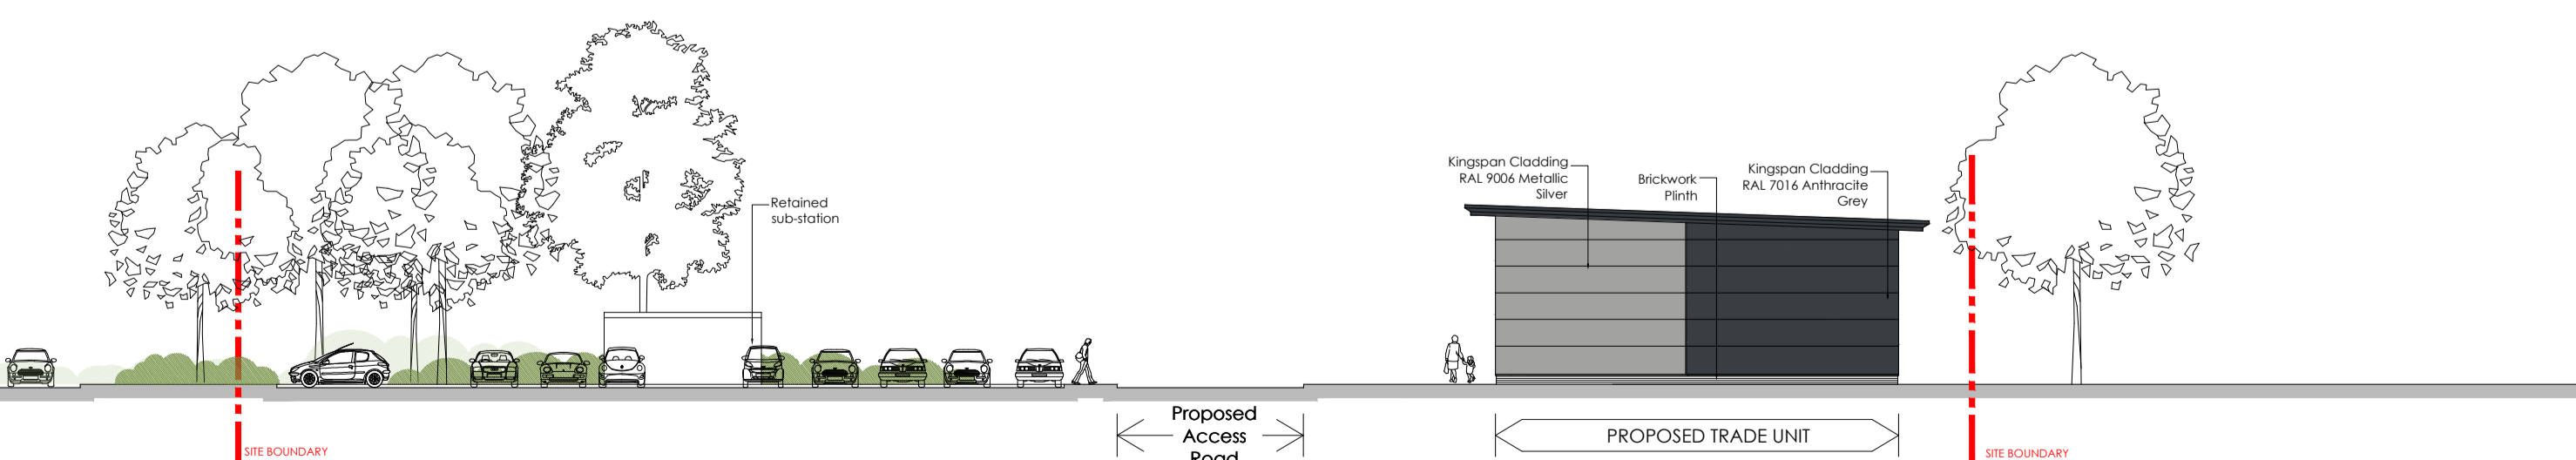 Retained
sub-station
Kingspan Cladding
RAL 9006 Metallic
Silver
Brickwork
Plinth
Kingspan Cladding
RAL 7016 Anthracite
Grey
Proposed
Access
Road
PROPOSED TRADE UNIT
SITE BOUNDARY
SITE BOUNDARY